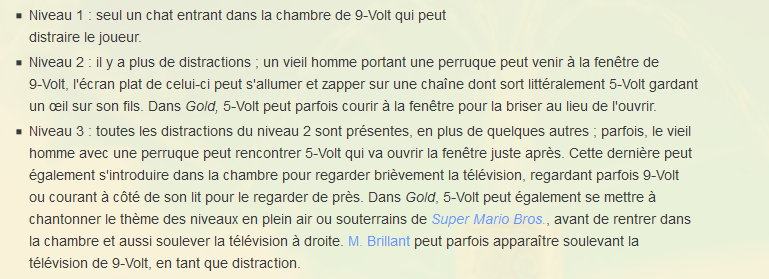 ▪ Niveau 1 : seul un chat entrant dans la chambre de 9-Volt qui peut
distraire le joueur.
▪ Niveau 2 : il y a plus de distractions ; un vieil homme portant une perruque peut venir à la fenêtre de
9-Volt, l'écran plat de celui-ci peut s'allumer et zapper sur une chaîne dont sort littéralement 5-Volt gardant
un œil sur son fils. Dans Gold, 5-Volt peut parfois courir à la fenêtre pour la briser au lieu de l'ouvrir.
▪ Niveau 3 : toutes les distractions du niveau 2 sont présentes, en plus de quelques autres ; parfois, le vieil
homme avec une perruque peut rencontrer 5-Volt qui va ouvrir la fenêtre juste après. Cette dernière peut
également s'introduire dans la chambre pour regarder brièvement la télévision, regardant parfois 9-Volt
ou courant à côté de son lit pour le regarder de près. Dans Gold, 5-Volt peut également se mettre à
chantonner le thème des niveaux en plein air ou souterrains de Super Mario Bros., avant de rentrer dans
la chambre et aussi soulever la télévision à droite. M. Brillant peut parfois apparaître soulevant la
télévision de 9-Volt, en tant que distraction.